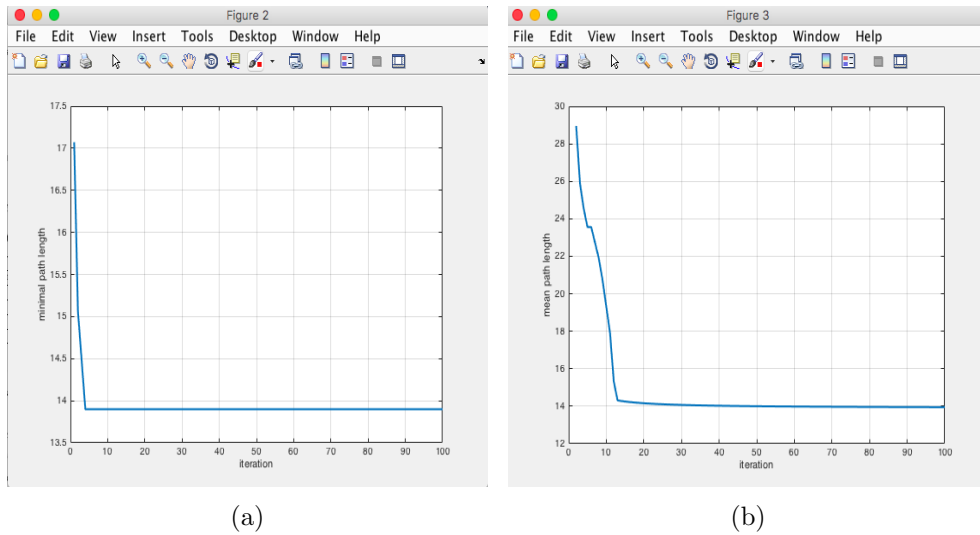 Figure 2
File Edit View Insert Tools Desktop Window Help
17.5
17
16.5
16
15.5
15
14.5
14
13.5
minimal path length
0 10 20 30 40 50 60 70 80 90 100
iteration
(a)
Figure 3
File Edit View Insert Tools Desktop Window Help
30
28
26
24
22
20
18
16
14
12
mean path length
0 10 20 30 40 50 60 70 80 90 100
iteration
(b)